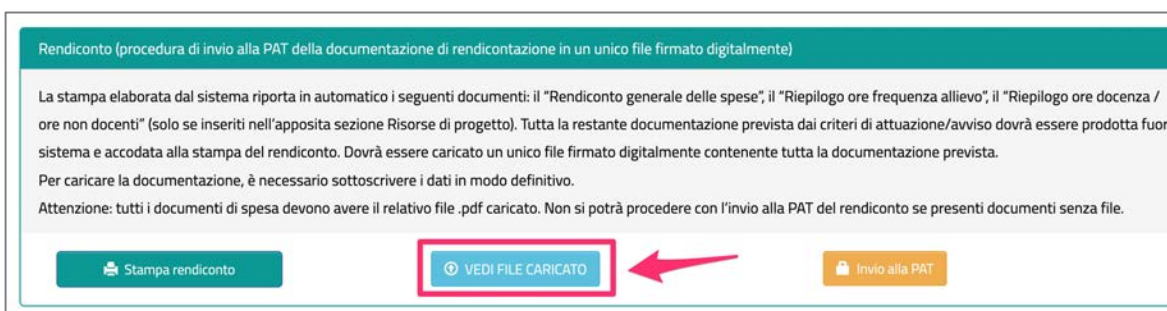 Rendiconto (procedura di invio alla PAT della documentazione di rendicontazione in un unico file firmato digitalmente)
La stampa elaborata dal sistema riporta in automatico i seguenti documenti: il "Rendiconto generale delle spese", il "Riepilogo ore frequenza allievo", il "Riepilogo ore docenza /
ore non docenti" (solo se inseriti nell'apposita sezione Risorse di progetto). Tutta la restante documentazione prevista dai criteri di attuazione/avviso dovrà essere prodotta fuor
sistema e accodata alla stampa del rendiconto. Dovrà essere caricato un unico file firmato digitalmente contenente tutta la documentazione prevista.
Per caricare la documentazione, è necessario sottoscrivere i dati in modo definitivo.
Attenzione: tutti i documenti di spesa devono avere il relativo file .pdf caricato. Non si potrà procedere con l'invio alla PAT del rendiconto se presenti documenti senza file.
Stampa rendiconto VEDI FILE CARICATO Invio alla PAT